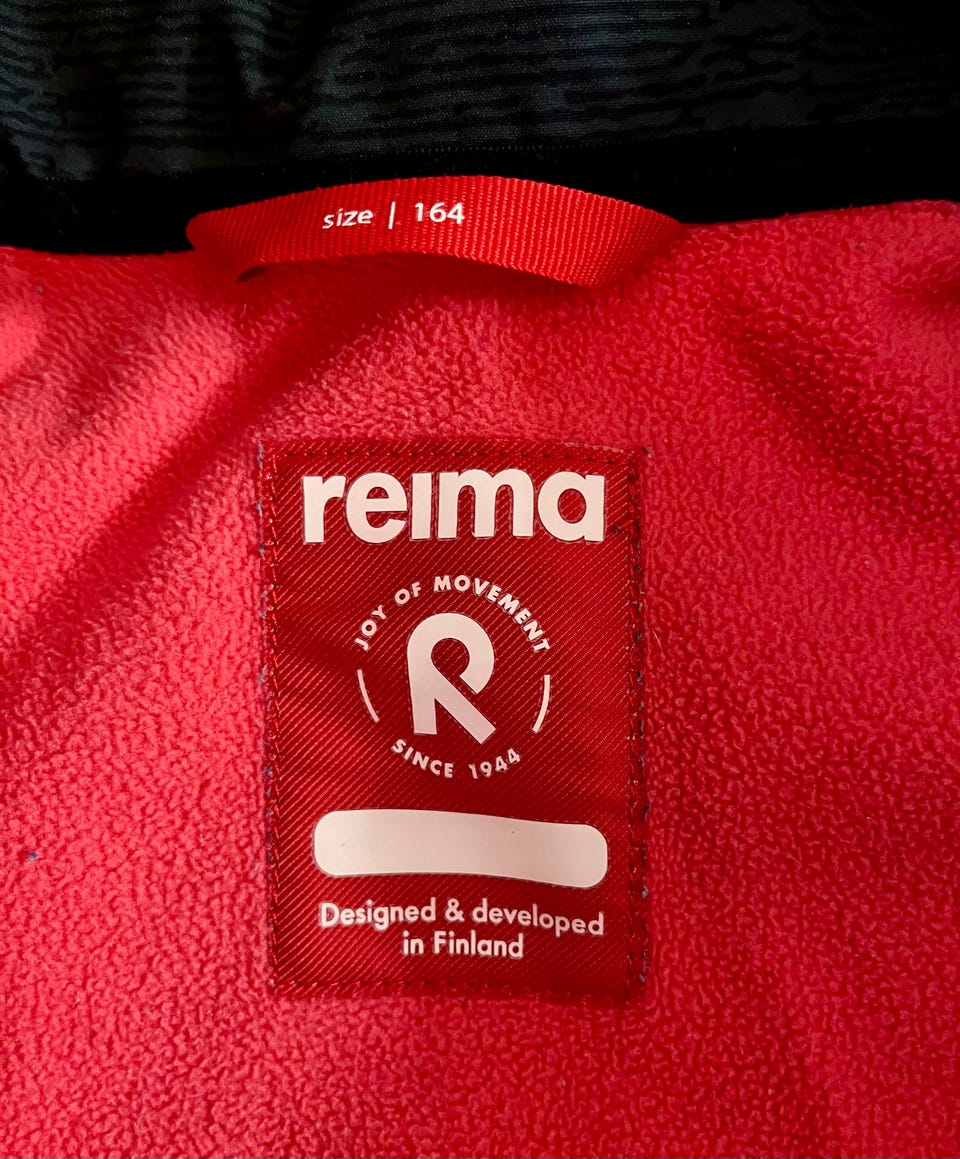 size | 164
reima
JOY OF MOVEMENT
R
SINCE 1944
Designed & developed
in Finland